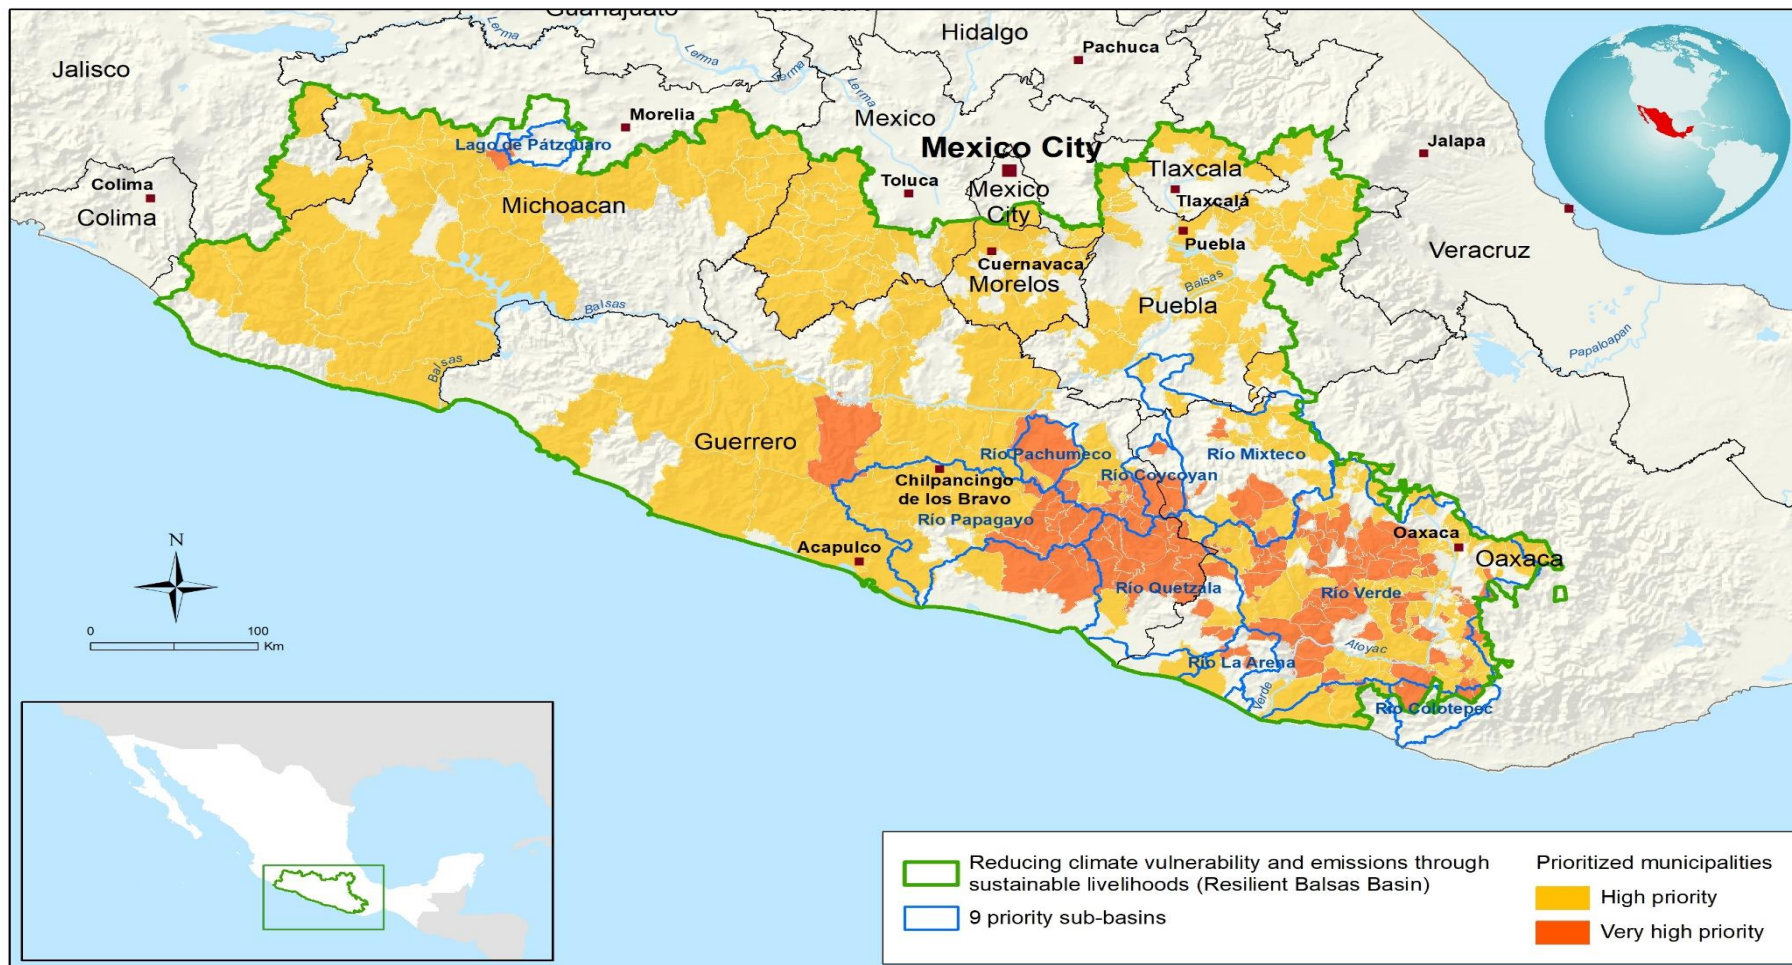 Guanajuato
Queretaro
Lerma
Hidalgo
Pachuca
Jalisco
Lerma
Lerma
Lerma
Morelia
Mexico
Lago de Pátzcuaro
Mexico City
Jalapa
Colima
Colima
Michoacan
Toluca
Mexico
City
Tlaxcala
Tlaxcala
Puebla
Veracruz
Cuernavaca
Morelos
Balsas
Puebla
Balsas
Papaloapan
Balsas
Guerrero
Río Pachumeco
Río Mixteco
Río Coycoyan
Chilpancingo
de los Bravo
Río Papagayo
Oaxaca
Oaxaca
Acapulco
N
Río Quetzala
Río Verde
0
100
Km
Atoyac
Río La Arena
Verde
Río Colotepec
Reducing climate vulnerability and emissions through
sustainable livelihoods (Resilient Balsas Basin)
9 priority sub-basins
Prioritized municipalities
High priority
Very high priority